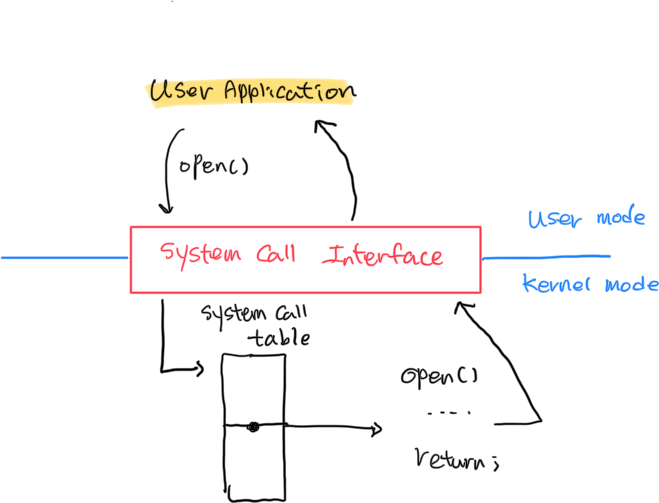 User Application
open()
System Call Interface
User mode
Kernel mode
System Call
table
open()
....
return;